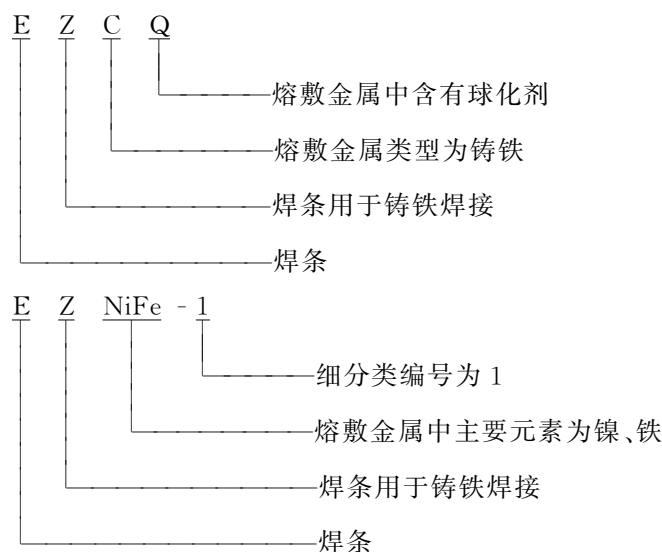 E Z C Q
熔敷金属中含有球化剂
熔敷金属类型为铸铁
焊条用于铸铁焊接
焊条
E Z NiFe - 1
细分类编号为 1
熔敷金属中主要元素为镍、铁
焊条用于铸铁焊接
焊条